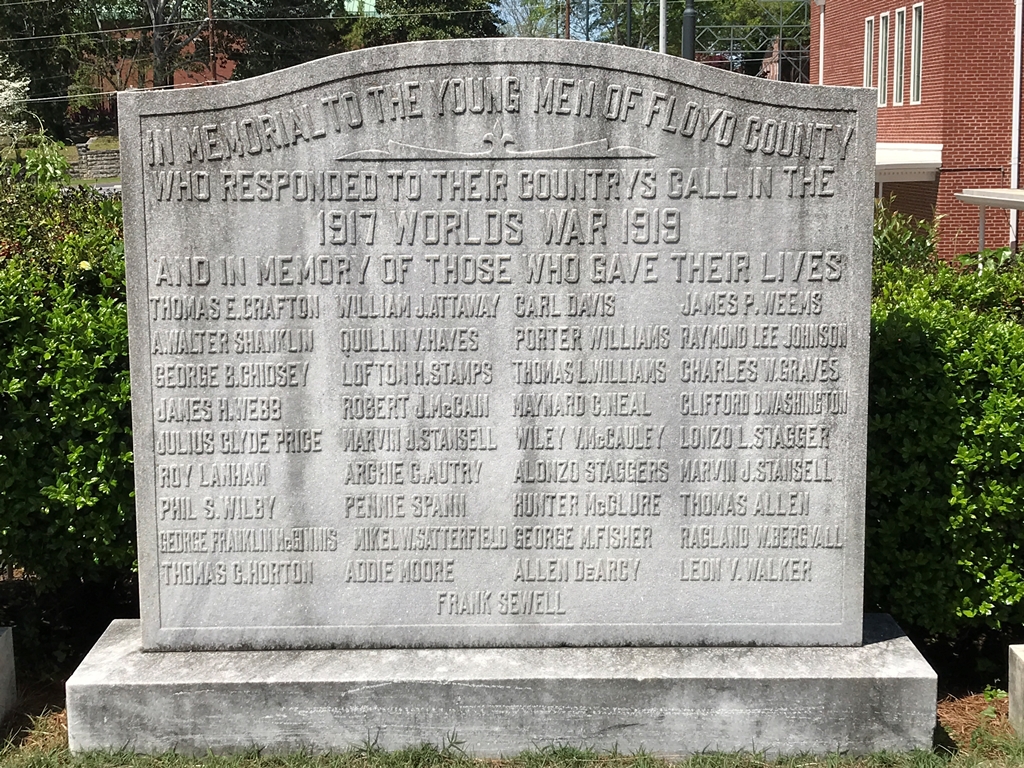 IN MEMORIAL TO THE YOUNG MEN OF FLOYD COUNTY
WHO RESPONDED TO THEIR COUNTRYS CALL IN THE
1917 WORLDS WAR 1919
AND IN MEMORY OF THOSE WHO GAVE THEIR LIVES
THOMAS E. CRAFTON WILLIAM J. ATTAWAY CARL DAVIS JAMES P. WEEMS
A. WALTER SHANKLIN QUILLIN V. HAYES PORTER WILLIAMS RAYMOND LEE JOHNSON
GEORGE B. CHIDSEY LOFTON H. STAMPS THOMAS L. WILLIAMS CHARLES W. GRAVES
JAMES H. WEBB ROBERT J. McCAIN MAYNARD C. NEAL CLIFFORD D. WASHINGTON
JULIUS CLYDE PRICE MARVIN J. STANSELL WILEY V. McCAULEY LONZO L. STAGGER
ROY LANHAM ARCHIE C. AUTRY ALONZO STAGGERS MARVIN J. STANSELL
PHIL S. WILBY PENNIE SPANN HUNTER McCLURE THOMAS ALLEN
GEORGE FRANKLIN McGINNIS MIKEL W. SATTERFIELD GEORGE M. FISHER RAGLAND W. BERGVALL
THOMAS C. HORTON ADDIE MOORE ALLEN DeARCY LEON V. WALKER
FRANK SEWELL